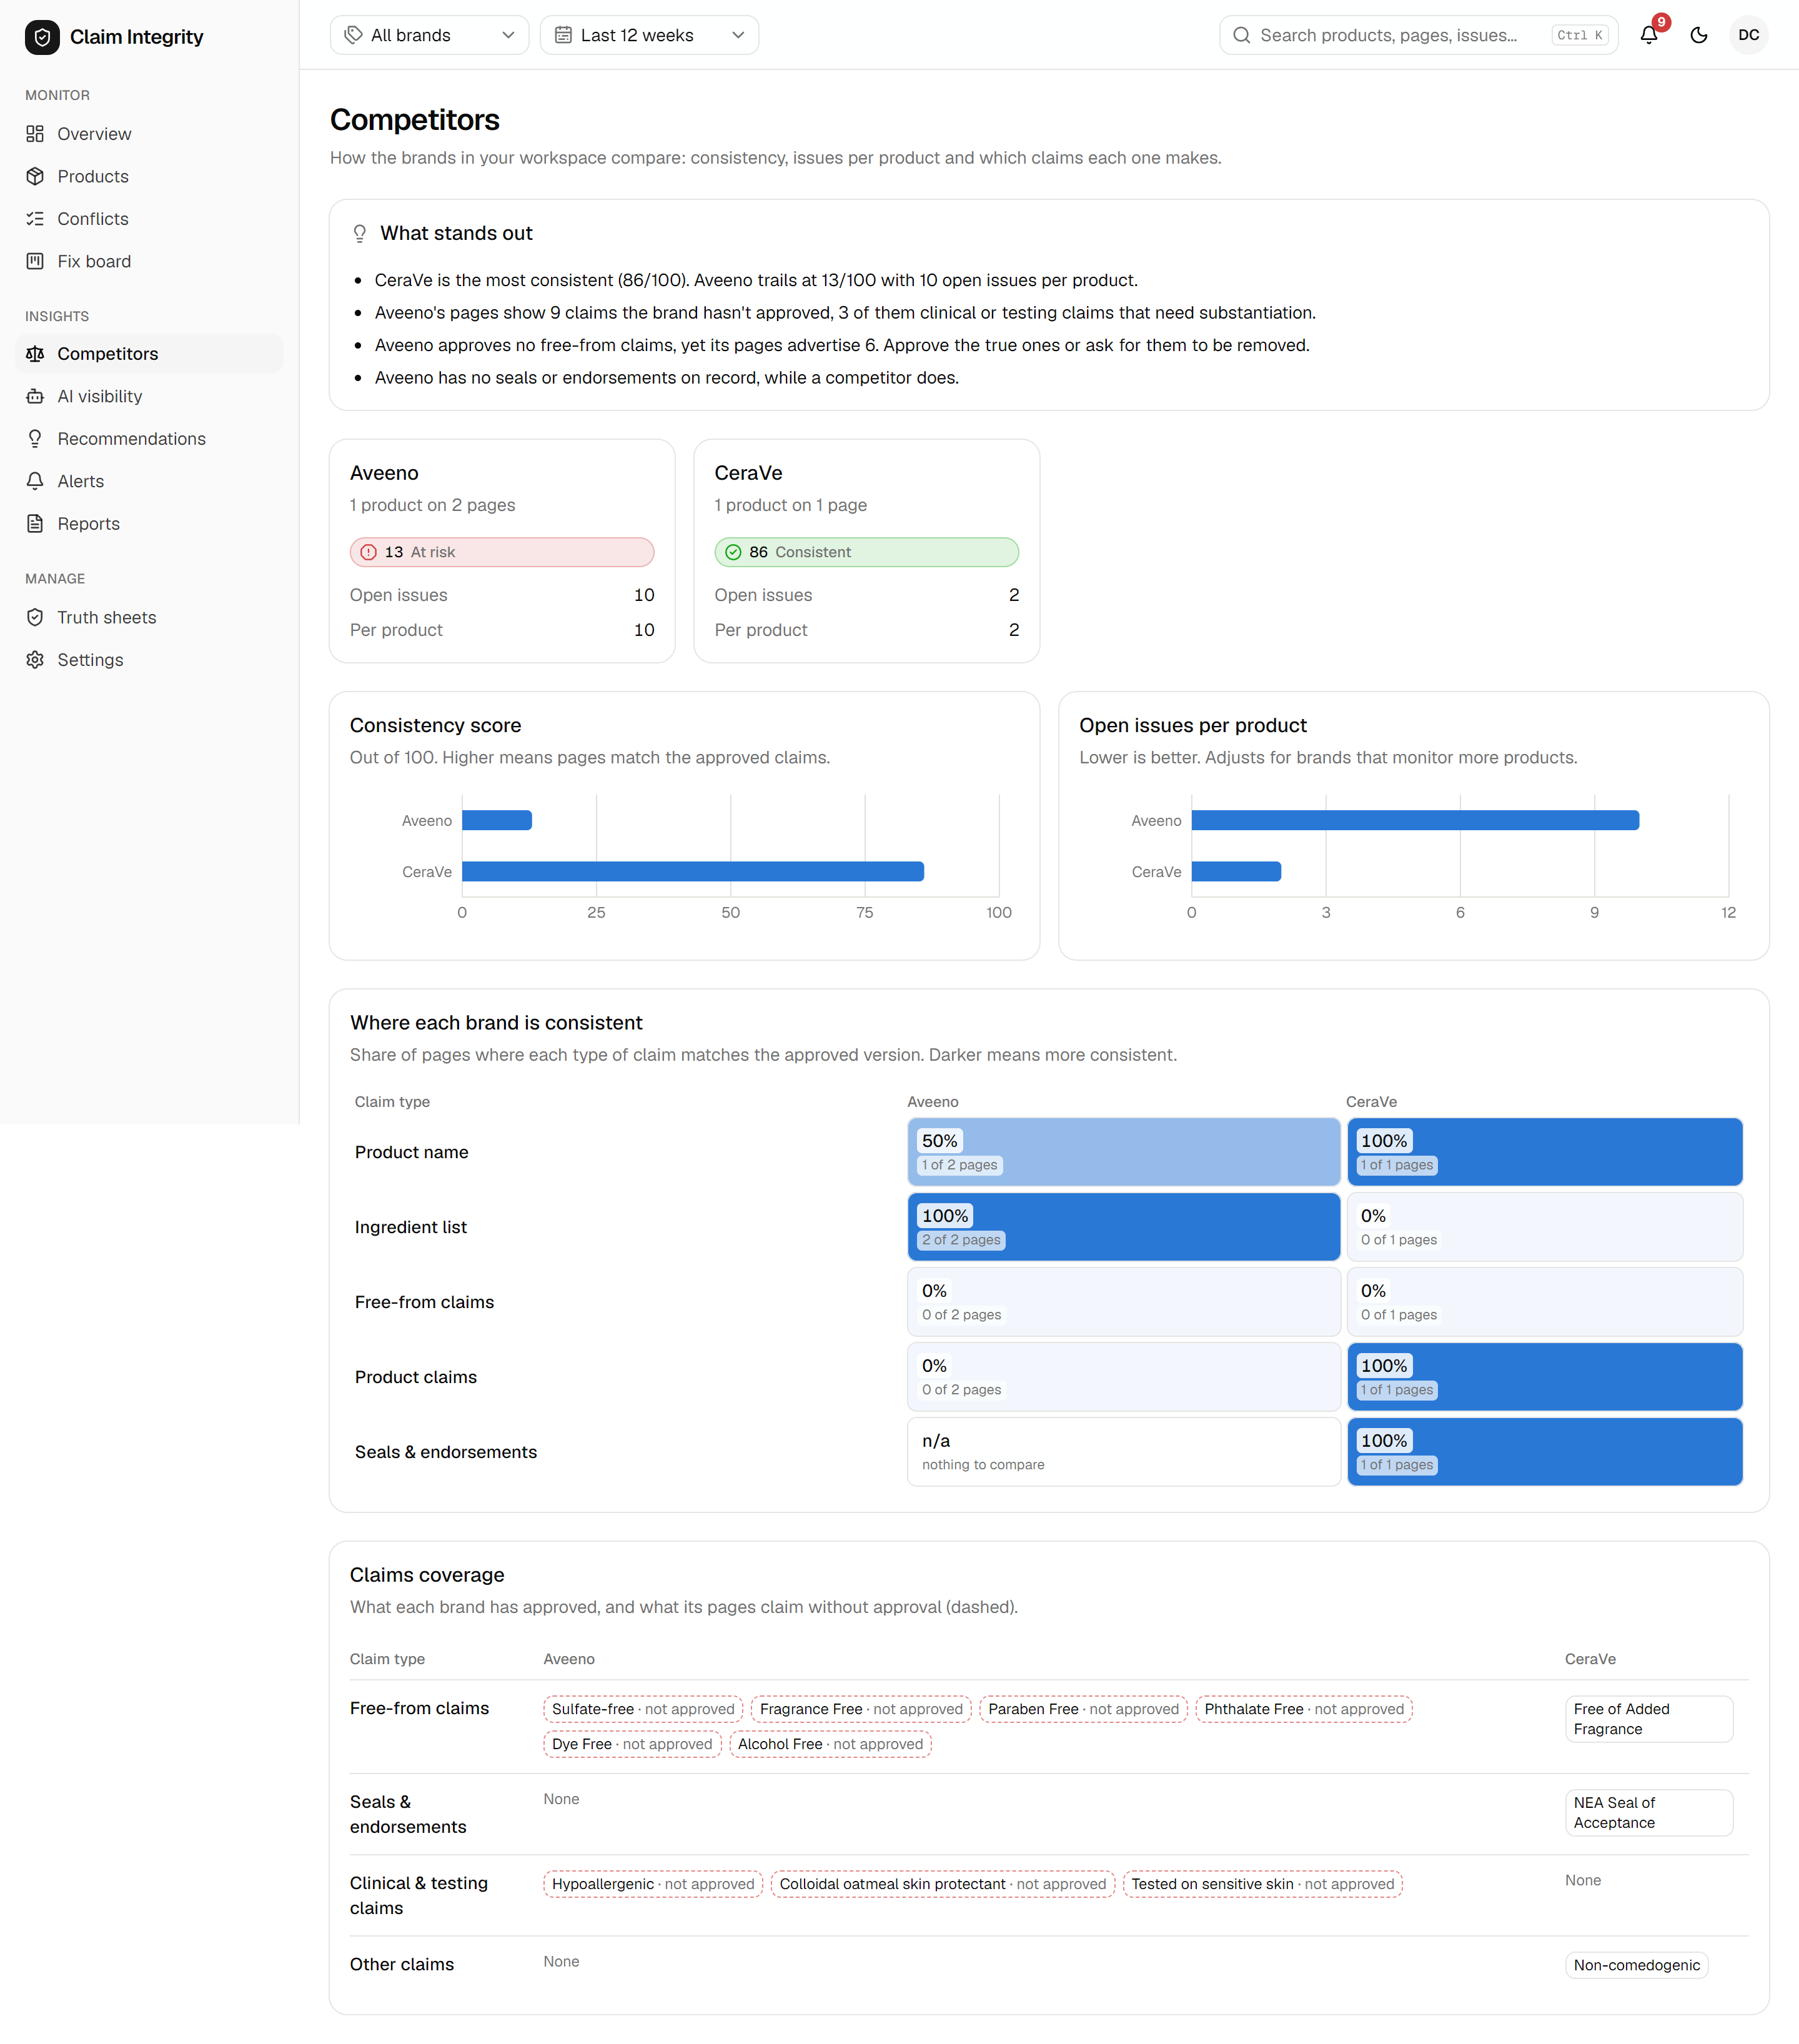 Claim Integrity
All brands
Last 12 weeks
Search products, pages, issues...
Ctrl K
9
DC
MONITOR
Overview
Products
Conflicts
Fix board
INSIGHTS
Competitors
AI visibility
Recommendations
Alerts
Reports
MANAGE
Truth sheets
Settings
Competitors
How the brands in your workspace compare: consistency, issues per product and which claims each one makes.
What stands out
CeraVe is the most consistent (86/100). Aveeno trails at 13/100 with 10 open issues per product.
Aveeno's pages show 9 claims the brand hasn't approved, 3 of them clinical or testing claims that need substantiation.
Aveeno approves no free-from claims, yet its pages advertise 6. Approve the true ones or ask for them to be removed.
Aveeno has no seals or endorsements on record, while a competitor does.
Aveeno
1 product on 2 pages
13 At risk
Open issues 10
Per product 10
CeraVe
1 product on 1 page
86 Consistent
Open issues 2
Per product 2
Consistency score
Out of 100. Higher means pages match the approved claims.
Aveeno
CeraVe
0 25 50 75 100
Open issues per product
Lower is better. Adjusts for brands that monitor more products.
Aveeno
CeraVe
0 3 6 9 12
Where each brand is consistent
Share of pages where each type of claim matches the approved version. Darker means more consistent.
Claim type Aveeno CeraVe
Product name
50%
1 of 2 pages
100%
1 of 1 pages
Ingredient list
100%
2 of 2 pages
0%
0 of 1 pages
Free-from claims
0%
0 of 2 pages
0%
0 of 1 pages
Product claims
0%
0 of 2 pages
100%
1 of 1 pages
Seals & endorsements
n/a
nothing to compare
100%
1 of 1 pages
Claims coverage
What each brand has approved, and what its pages claim without approval (dashed).
Claim type Aveeno CeraVe
Free-from claims
Sulfate-free · not approved Fragrance Free · not approved Paraben Free · not approved Phthalate Free · not approved
Dye Free · not approved Alcohol Free · not approved
Free of Added
Fragrance
Seals &
endorsements
None
NEA Seal of
Acceptance
Clinical & testing
claims
Hypoallergenic · not approved Colloidal oatmeal skin protectant · not approved Tested on sensitive skin · not approved
None
Other claims
None
Non-comedogenic